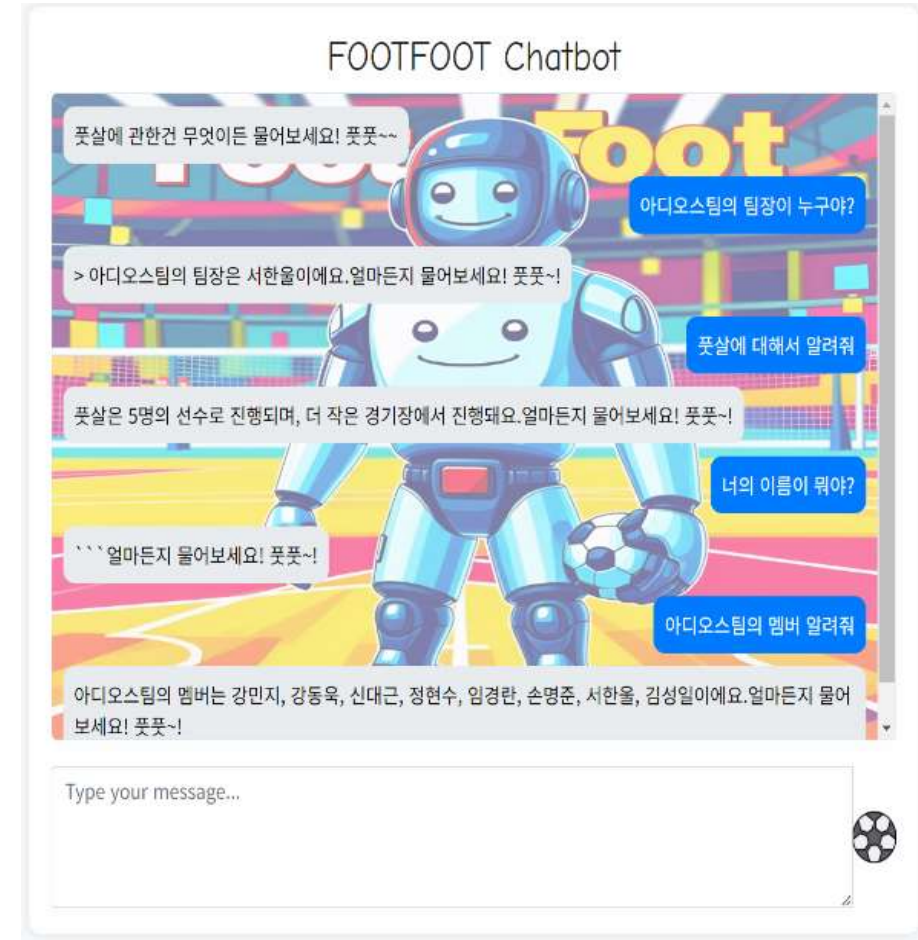 FOOTFOOT Chatbot
Foot Foot
풋살에 관한건 무엇이든 물어보세요! 풋풋~~
아디오스팀의 팀장이 누구야?
> 아디오스팀의 팀장은 서한울이에요.얼마든지 물어보세요! 풋풋~!
풋살에 대해서 알려줘
풋살은 5명의 선수로 진행되며, 더 작은 경기장에서 진행돼요.얼마든지 물어보세요! 풋풋~!
너의 이름이 뭐야?
```얼마든지 물어보세요! 풋풋~!
아디오스팀의 멤버 알려줘
아디오스팀의 멤버는 강민지, 강동욱, 신대근, 정현수, 임경란, 손명준, 서한울, 김성일이에요.얼마든지 물어
보세요! 풋풋~!
Type your message...